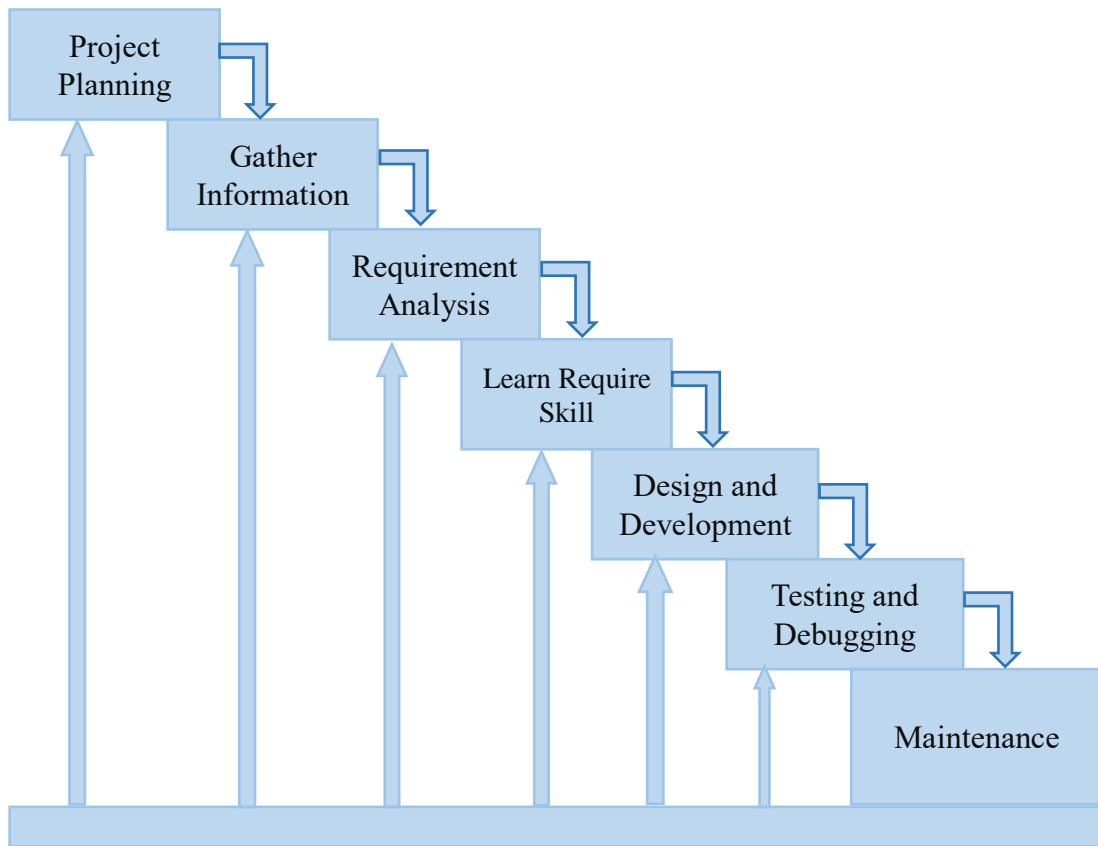 Project
Planning
Gather
Information
Requirement
Analysis
Learn Require
Skill
Design and
Development
Testing and
Debugging
Maintenance